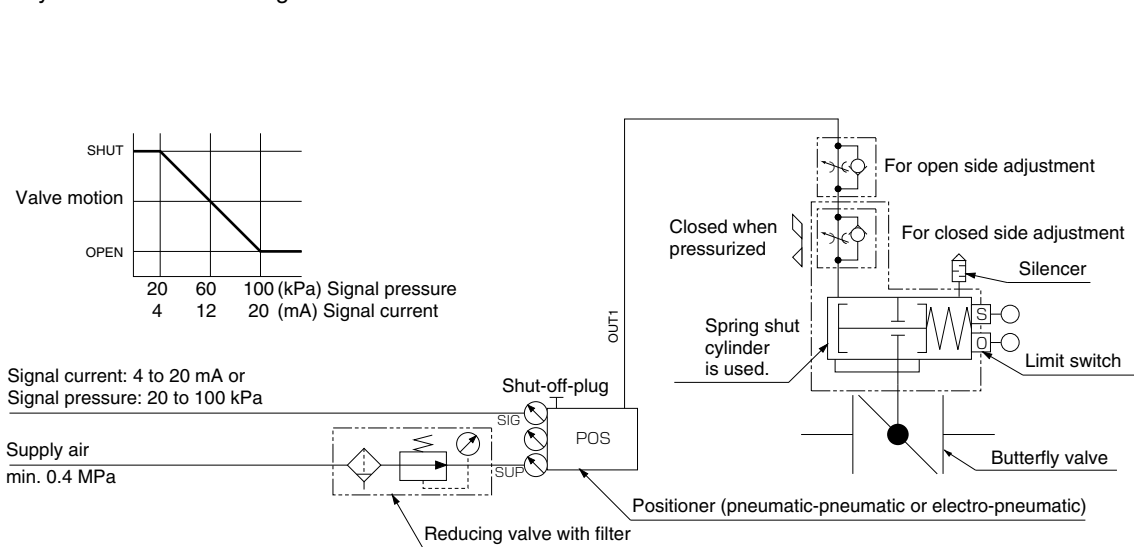 SHUT
Valve motion
OPEN
20 60 100 (kPa) Signal pressure
4 12 20 (mA) Signal current
For open side adjustment
Closed when
pressurized
For closed side adjustment
Silencer
OUT1
Spring shut
cylinder
is used.
S
O
Limit switch
Signal current: 4 to 20 mA or
Signal pressure: 20 to 100 kPa
Shut-off-plug
SIG
POS
Supply air
min. 0.4 MPa
SUP
Butterfly valve
Positioner (pneumatic-pneumatic or electro-pneumatic)
Reducing valve with filter